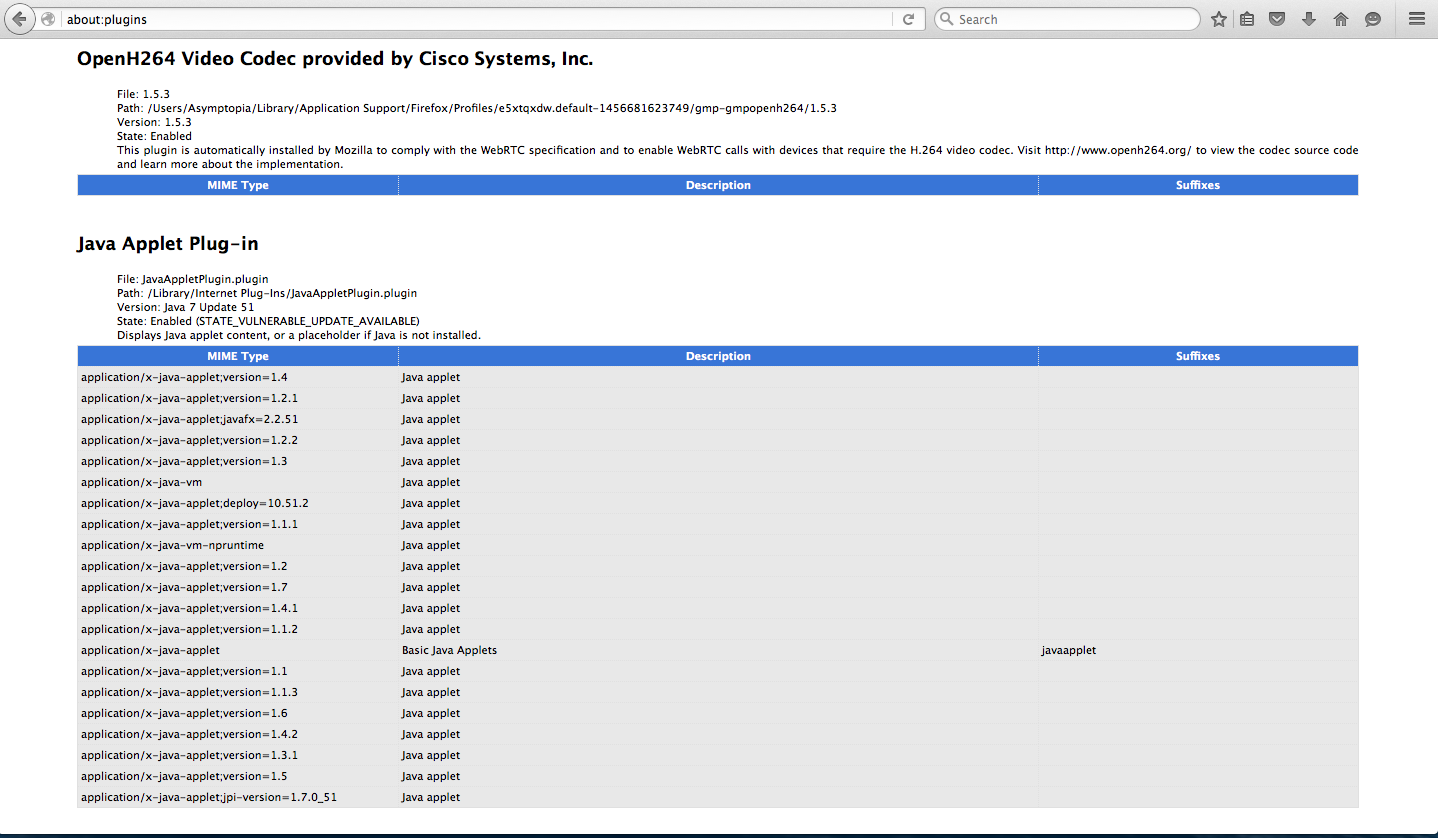 about:plugins
Search
OpenH264 Video Codec provided by Cisco Systems, Inc.
File: 1.5.3
Path: /Users/Asymptopia/Library/Application Support/Firefox/Profiles/e5xtqxdw.default-1456681623749/gmp-gmpopenh264/1.5.3
Version: 1.5.3
State: Enabled
This plugin is automatically installed by Mozilla to comply with the WebRTC specification and to enable WebRTC calls with devices that require the H.264 video codec. Visit http://www.openh264.org/ to view the codec source code
and learn more about the implementation.
MIME Type Description Suffixes
Java Applet Plug-in
File: JavaAppletPlugin.plugin
Path: /Library/Internet Plug-Ins/JavaAppletPlugin.plugin
Version: Java 7 Update 51
State: Enabled (STATE_VULNERABLE_UPDATE_AVAILABLE)
Displays Java applet content, or a placeholder if Java is not installed.
MIME Type Description Suffixes
application/x-java-applet;version=1.4 Java applet
application/x-java-applet;version=1.2.1 Java applet
application/x-java-applet;javafx=2.2.51 Java applet
application/x-java-applet;version=1.2.2 Java applet
application/x-java-applet;version=1.3 Java applet
application/x-java-vm Java applet
application/x-java-applet;deploy=10.51.2 Java applet
application/x-java-applet;version=1.1.1 Java applet
application/x-java-vm-npruntime Java applet
application/x-java-applet;version=1.2 Java applet
application/x-java-applet;version=1.7 Java applet
application/x-java-applet;version=1.4.1 Java applet
application/x-java-applet;version=1.1.2 Java applet
application/x-java-applet Basic Java Applets javaapplet
application/x-java-applet;version=1.1 Java applet
application/x-java-applet;version=1.1.3 Java applet
application/x-java-applet;version=1.6 Java applet
application/x-java-applet;version=1.4.2 Java applet
application/x-java-applet;version=1.3.1 Java applet
application/x-java-applet;version=1.5 Java applet
application/x-java-applet;jpi-version=1.7.0_51 Java applet